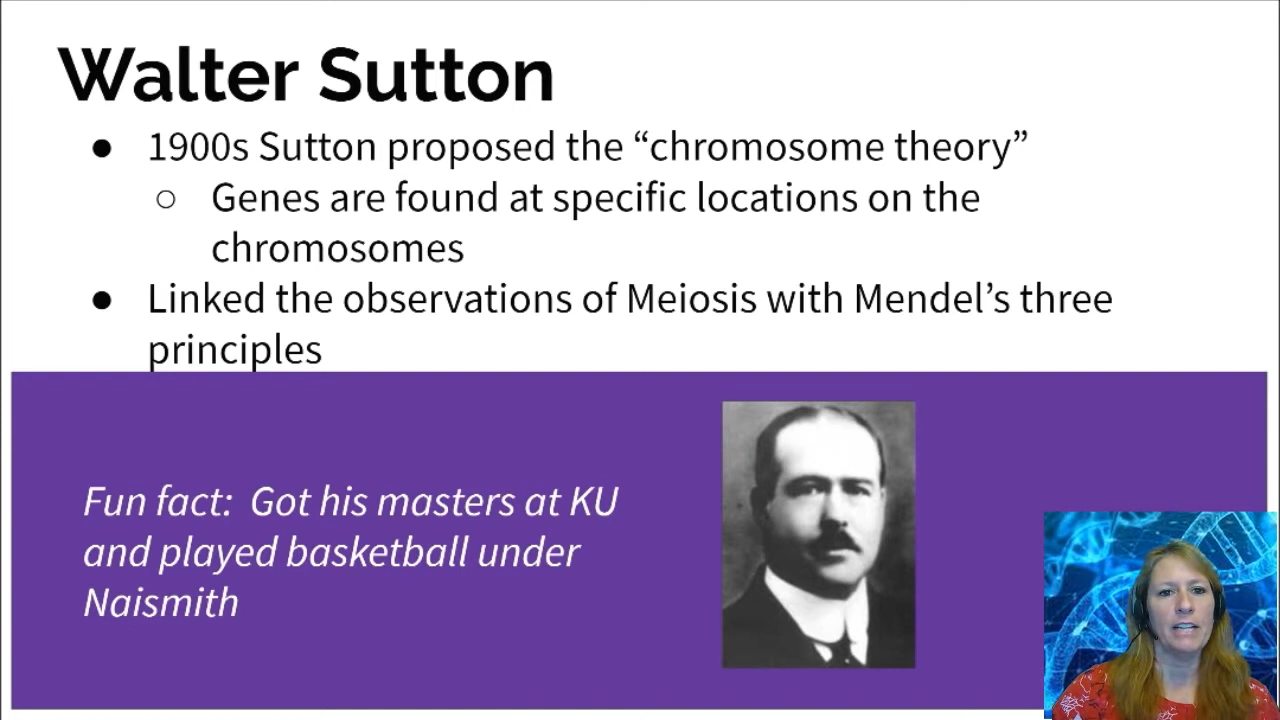 Walter Sutton
● 1900s Sutton proposed the “chromosome theory”
○ Genes are found at specific locations on the
chromosomes
● Linked the observations of Meiosis with Mendel’s three
principles
Fun fact:  Got his masters at KU
and played basketball under
Naismith